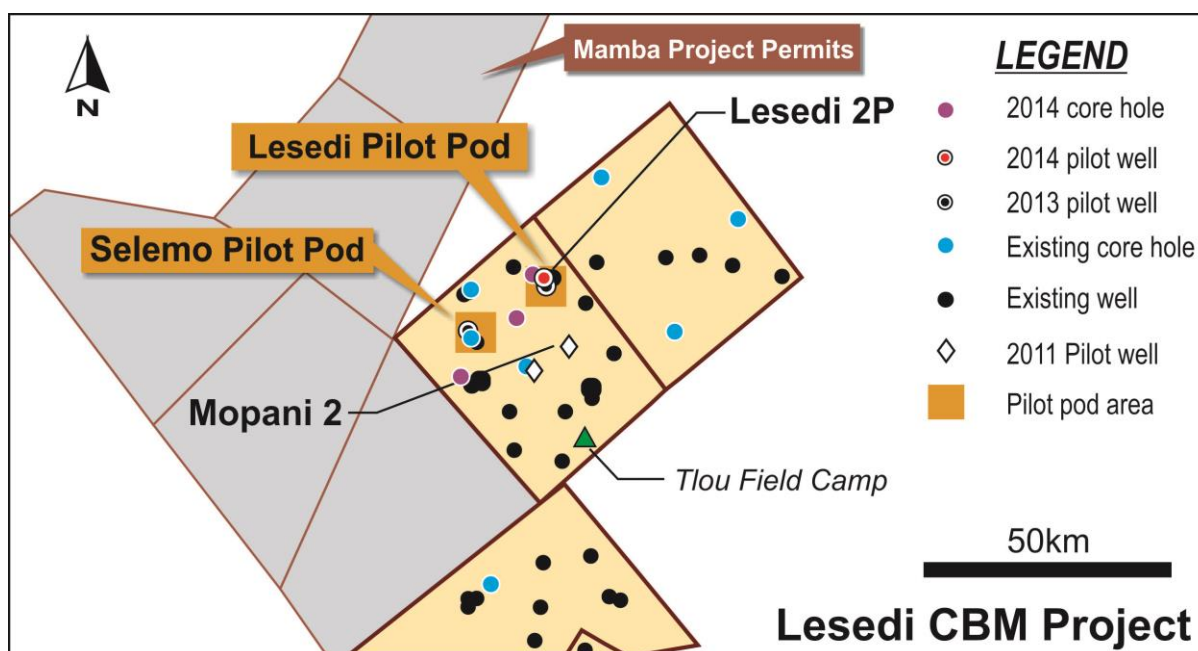 Mamba Project Permits
N
Lesedi 2P
Lesedi Pilot Pod
Selemo Pilot Pod
Mopani 2
Tlou Field Camp
LEGEND
2014 core hole
2014 pilot well
2013 pilot well
Existing core hole
Existing well
2011 Pilot well
Pilot pod area
50km
Lesedi CBM Project